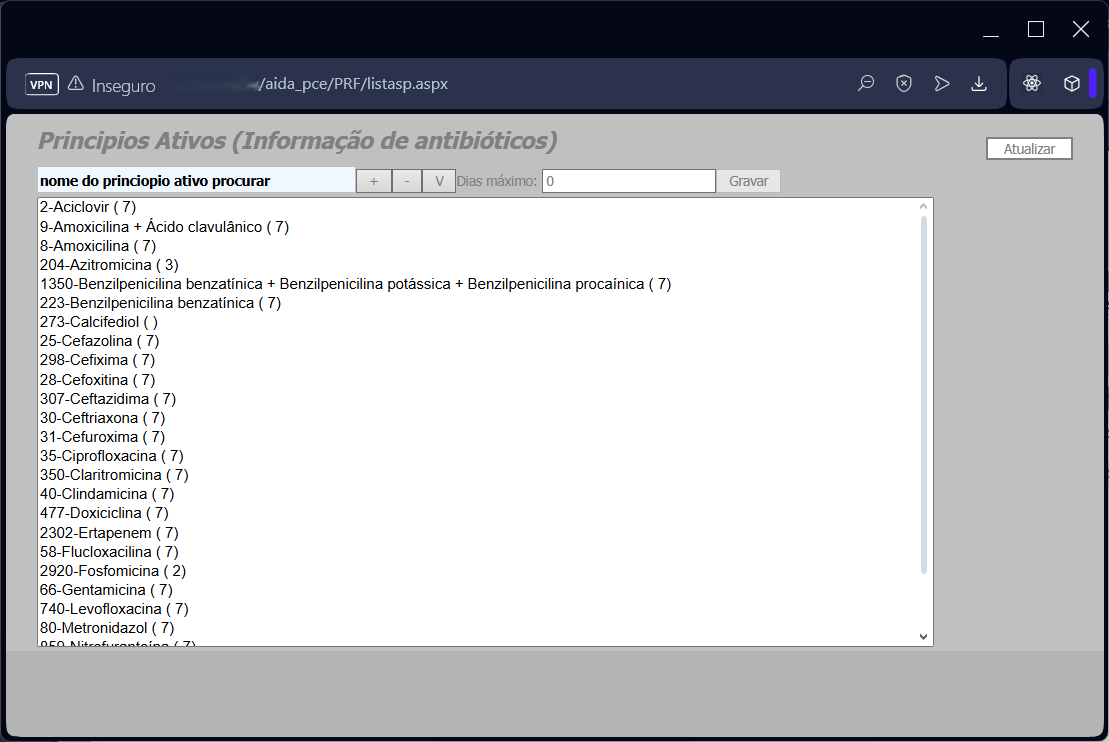 VPN Inseguro /aida_pce/PRF/listasp.aspx
Principios Ativos (Informação de antibióticos)
Atualizar
nome do princiopio ativo procurar + - V Dias máximo: 0 Gravar
2-Aciclovir ( 7)
9-Amoxicilina + Ácido clavulânico ( 7)
8-Amoxicilina ( 7)
204-Azitromicina ( 3)
1350-Benzilpenicilina benzatínica + Benzilpenicilina potássica + Benzilpenicilina procaínica ( 7)
223-Benzilpenicilina benzatínica ( 7)
273-Calcifediol ( )
25-Cefazolina ( 7)
298-Cefixima ( 7)
28-Cefoxitina ( 7)
307-Ceftazidima ( 7)
30-Ceftriaxona ( 7)
31-Cefuroxima ( 7)
35-Ciprofloxacina ( 7)
350-Claritromicina ( 7)
40-Clindamicina ( 7)
477-Doxiciclina ( 7)
2302-Ertapenem ( 7)
58-Flucloxacilina ( 7)
2920-Fosfomicina ( 2)
66-Gentamicina ( 7)
740-Levofloxacina ( 7)
80-Metronidazol ( 7)
859-Nitrofurantoína ( 7)